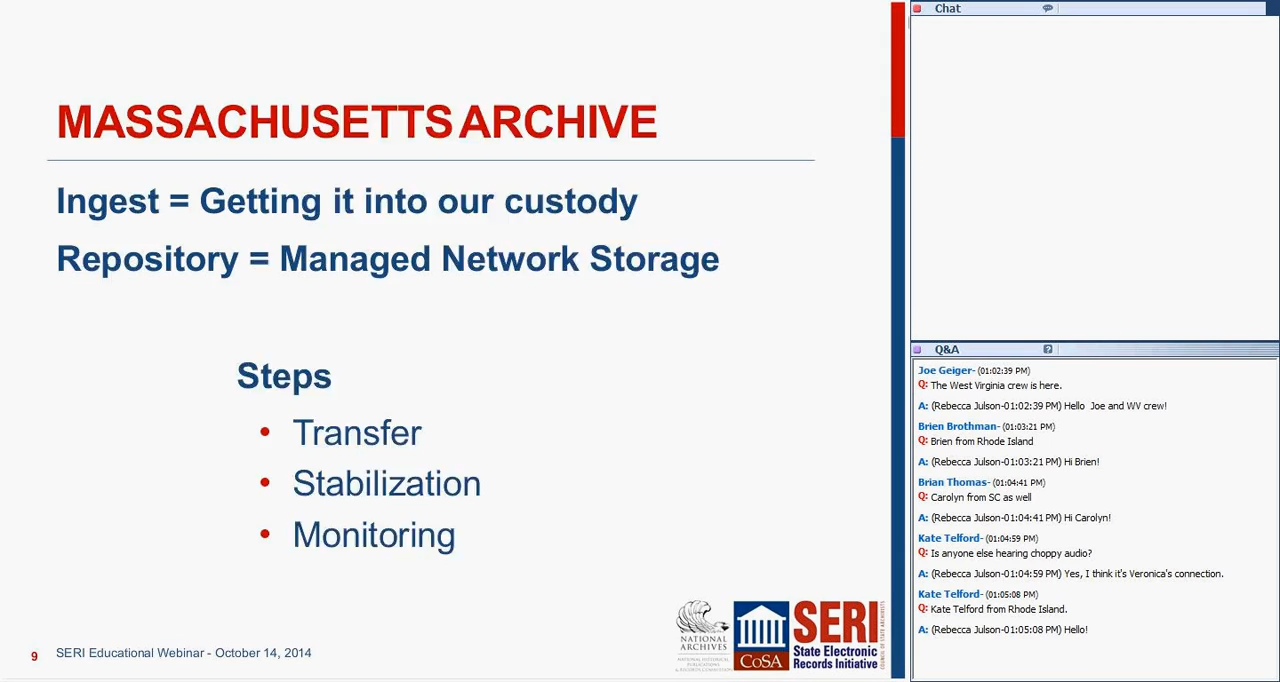 MASSACHUSETTS ARCHIVE
Ingest = Getting it into our custody
Repository = Managed Network Storage
Steps
• Transfer
• Stabilization
• Monitoring
NATIONAL
ARCHIVES
NATIONAL HISTORICAL
PUBLICATIONS
& RECORDS COMMISSION
CoSA
SERI
State Electronic
Records Initiative
COUNCIL OF STATE ARCHIVISTS
9 SERI Educational Webinar - October 14, 2014
Chat
Q&A
Joe Geiger- (01:02:39 PM)
Q: The West Virginia crew is here.
A: (Rebecca Julson-01:02:39 PM) Hello Joe and WV crew!
Brien Brothman- (01:03:21 PM)
Q: Brien from Rhode Island
A: (Rebecca Julson-01:03:21 PM) Hi Brien!
Brian Thomas- (01:04:41 PM)
Q: Carolyn from SC as well
A: (Rebecca Julson-01:04:41 PM) Hi Carolyn!
Kate Telford- (01:04:59 PM)
Q: Is anyone else hearing choppy audio?
A: (Rebecca Julson-01:04:59 PM) Yes, I think it's Veronica's connection.
Kate Telford- (01:05:08 PM)
Q: Kate Telford from Rhode Island.
A: (Rebecca Julson-01:05:08 PM) Hello!